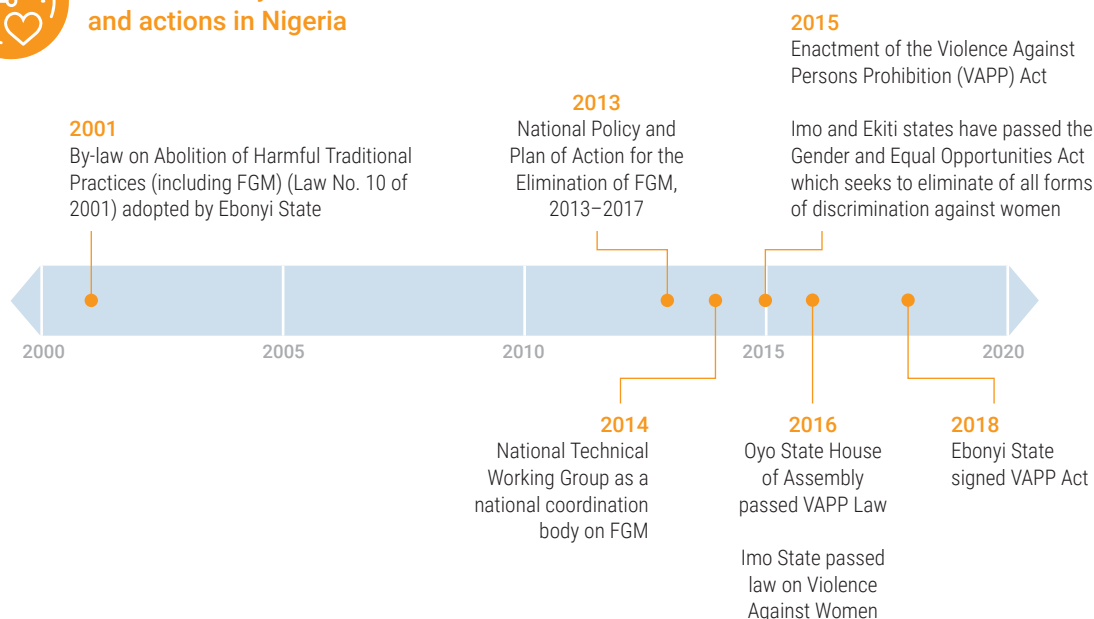 and actions in Nigeria
2001
By-law on Abolition of Harmful Traditional
Practices (including FGM) (Law No. 10 of
2001) adopted by Ebonyi State
2013
National Policy and
Plan of Action for the
Elimination of FGM,
2013–2017
2015
Enactment of the Violence Against
Persons Prohibition (VAPP) Act
Imo and Ekiti states have passed the
Gender and Equal Opportunities Act
which seeks to eliminate of all forms
of discrimination against women
2000
2005
2010
2015
2020
2014
National Technical
Working Group as a
national coordination
body on FGM
2016
Oyo State House
of Assembly
passed VAPP Law
Imo State passed
law on Violence
Against Women
2018
Ebonyi State
signed VAPP Act